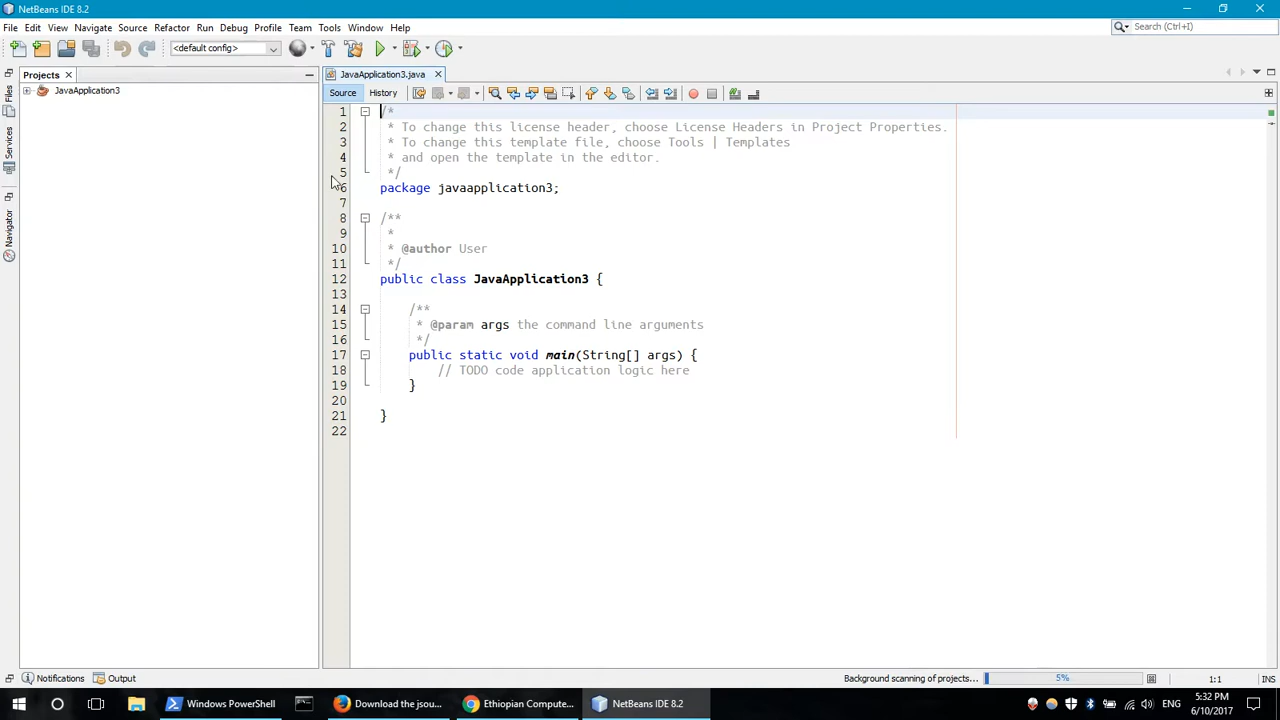 NetBeans IDE 8.2
File Edit View Navigate Source Refactor Run Debug Profile Team Tools Window Help
Search (Ctrl+I)
<default config>
Projects
JavaApplication3.java
JavaApplication3
Source History
Files
Services
Navigator
1 /*
2 * To change this license header, choose License Headers in Project Properties.
3 * To change this template file, choose Tools | Templates
4 * and open the template in the editor.
5 */
6 package javaapplication3;
7
8 /**
9 *
10 * @author User
11 */
12 public class JavaApplication3 {
13
14 /**
15 * @param args the command line arguments
16 */
17 public static void main(String[] args) {
18 // TODO code application logic here
19 }
20
21 }
22
Notifications Output
Background scanning of projects... 5% 1:1 INS
Windows PowerShell
Download the jsou...
Ethiopian Compute...
NetBeans IDE 8.2
ENG
5:32 PM
6/10/2017